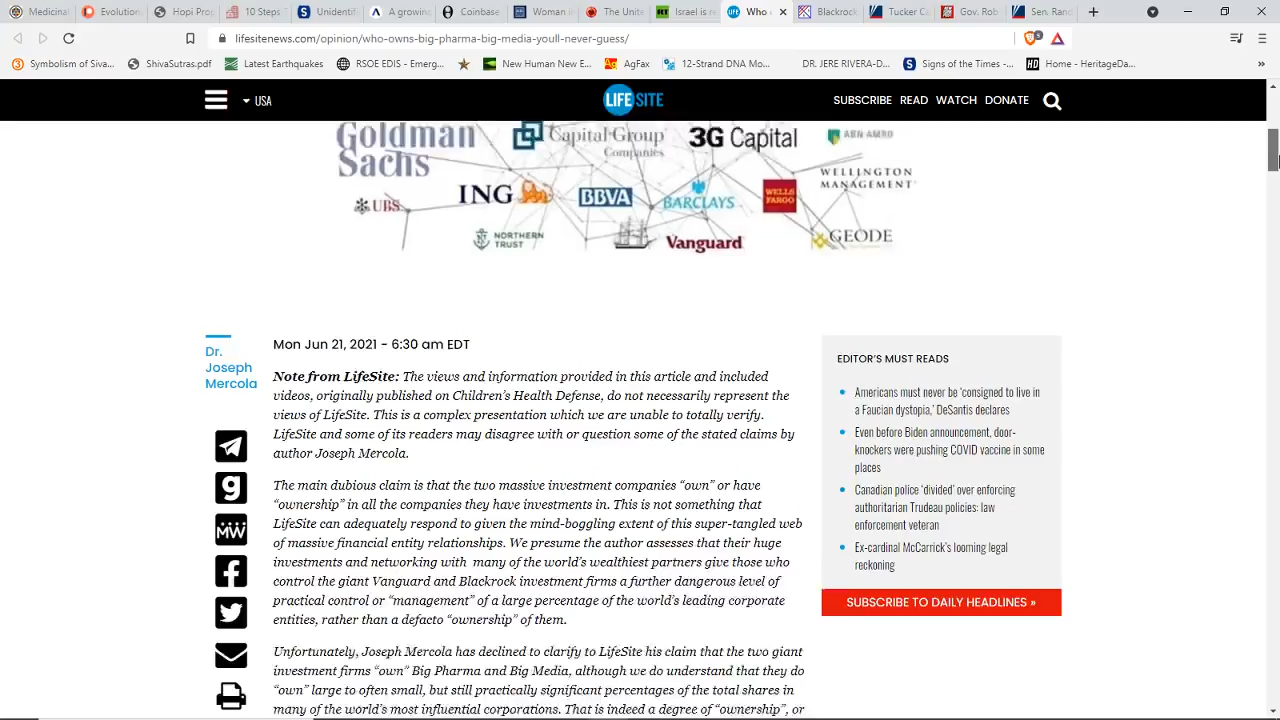 Medicinal
Evolution
Hopi Prop
10 Steps
Unidentif
A growing
Coinbase
Woman in
The Unite
Israel is re
Who o
Blackrock
Tucker Ca
Gov. Rob
Sen. Rand
lifesitenews.com/opinion/who-owns-big-pharma-big-media-youll-never-guess/
Symbolism of Siva...
ShivaSutras.pdf
Latest Earthquakes
RSOE EDIS - Emerg...
New Human New E...
AgFax
12-Strand DNA Mo...
DR. JERE RIVERA-D...
Signs of the Times -...
Home - HeritageDa...
USA
LIFESITE
SUBSCRIBE READ WATCH DONATE
Goldman
Sachs
Capital Group
Companies
3G Capital
ABN·AMRO
WELLINGTON
MANAGEMENT
UBS
ING
BBVA
BARCLAYS
WELLS
FARGO
NORTHERN
TRUST
Vanguard
GEODE
Dr.
Joseph
Mercola
Mon Jun 21, 2021 - 6:30 am EDT
Note from LifeSite: The views and information provided in this article and included
videos, originally published on Children's Health Defense, do not necessarily represent the
views of LifeSite. This is a complex presentation which we are unable to totally verify.
LifeSite and some of its readers may disagree with or question some of the stated claims by
author Joseph Mercola.
The main dubious claim is that the two massive investment companies “own” or have
“ownership” in all the companies they have investments in. This is not something that
LifeSite can adequately respond to given the mind-boggling extent of this super-tangled web
of massive financial entity relationships. We presume the author assesses that their huge
investments and networking with many of the world's wealthiest partners give those who
control the giant Vanguard and Blackrock investment firms a further dangerous level of
practical control or “management” of a large percentage of the world's leading corporate
entities, rather than a defacto “ownership” of them.
Unfortunately, Joseph Mercola has declined to clarify to LifeSite his claim that the two giant
investment firms “own” Big Pharma and Big Media, although we do understand that they do
“own” large to often small, but still practically significant percentages of the total shares in
many of the world's most influential corporations. That is indeed a degree of “ownership”, or
EDITOR'S MUST READS
Americans must never be ‘consigned to live in
a Faucian dystopia,’ DeSantis declares
Even before Biden announcement, door-
knockers were pushing COVID vaccine in some
places
Canadian police ‘divided’ over enforcing
authoritarian Trudeau policies: law
enforcement veteran
Ex-cardinal McCarrick's looming legal
reckoning
SUBSCRIBE TO DAILY HEADLINES »